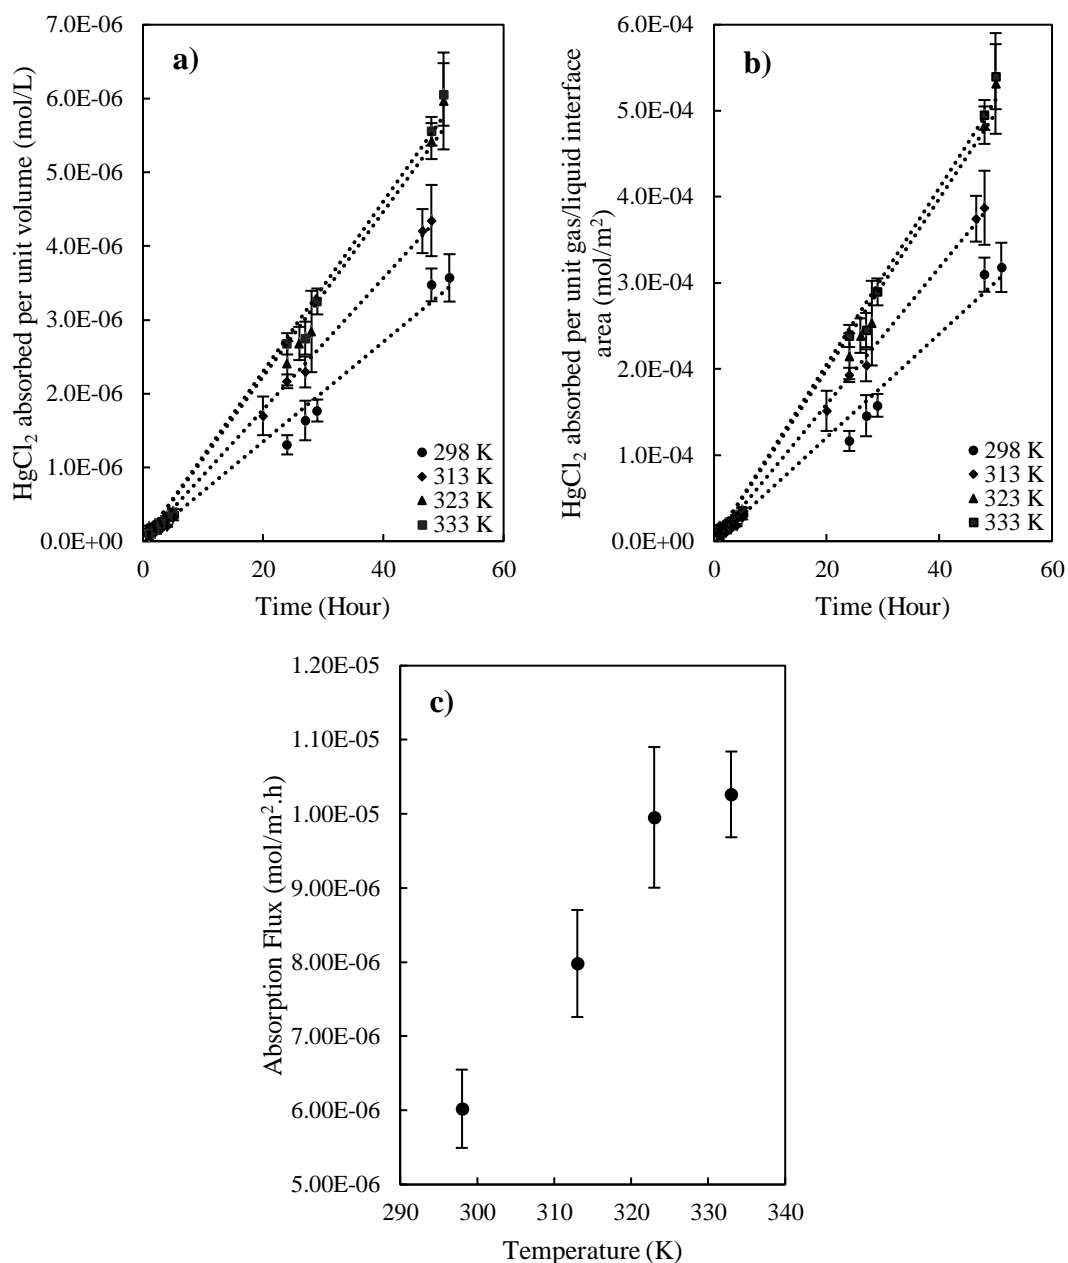 a)
HgCl₂ absorbed per unit volume (mol/L)
7.0E-06
6.0E-06
5.0E-06
4.0E-06
3.0E-06
2.0E-06
1.0E-06
0.0E+00
298 K
313 K
323 K
333 K
0 20 40 60
Time (Hour)
b)
HgCl₂ absorbed per unit gas/liquid interface
area (mol/m²)
6.0E-04
5.0E-04
4.0E-04
3.0E-04
2.0E-04
1.0E-04
0.0E+00
298 K
313 K
323 K
333 K
0 20 40 60
Time (Hour)
c)
Absorption Flux (mol/m².h)
1.20E-05
1.10E-05
1.00E-05
9.00E-06
8.00E-06
7.00E-06
6.00E-06
5.00E-06
290 300 310 320 330 340
Temperature (K)